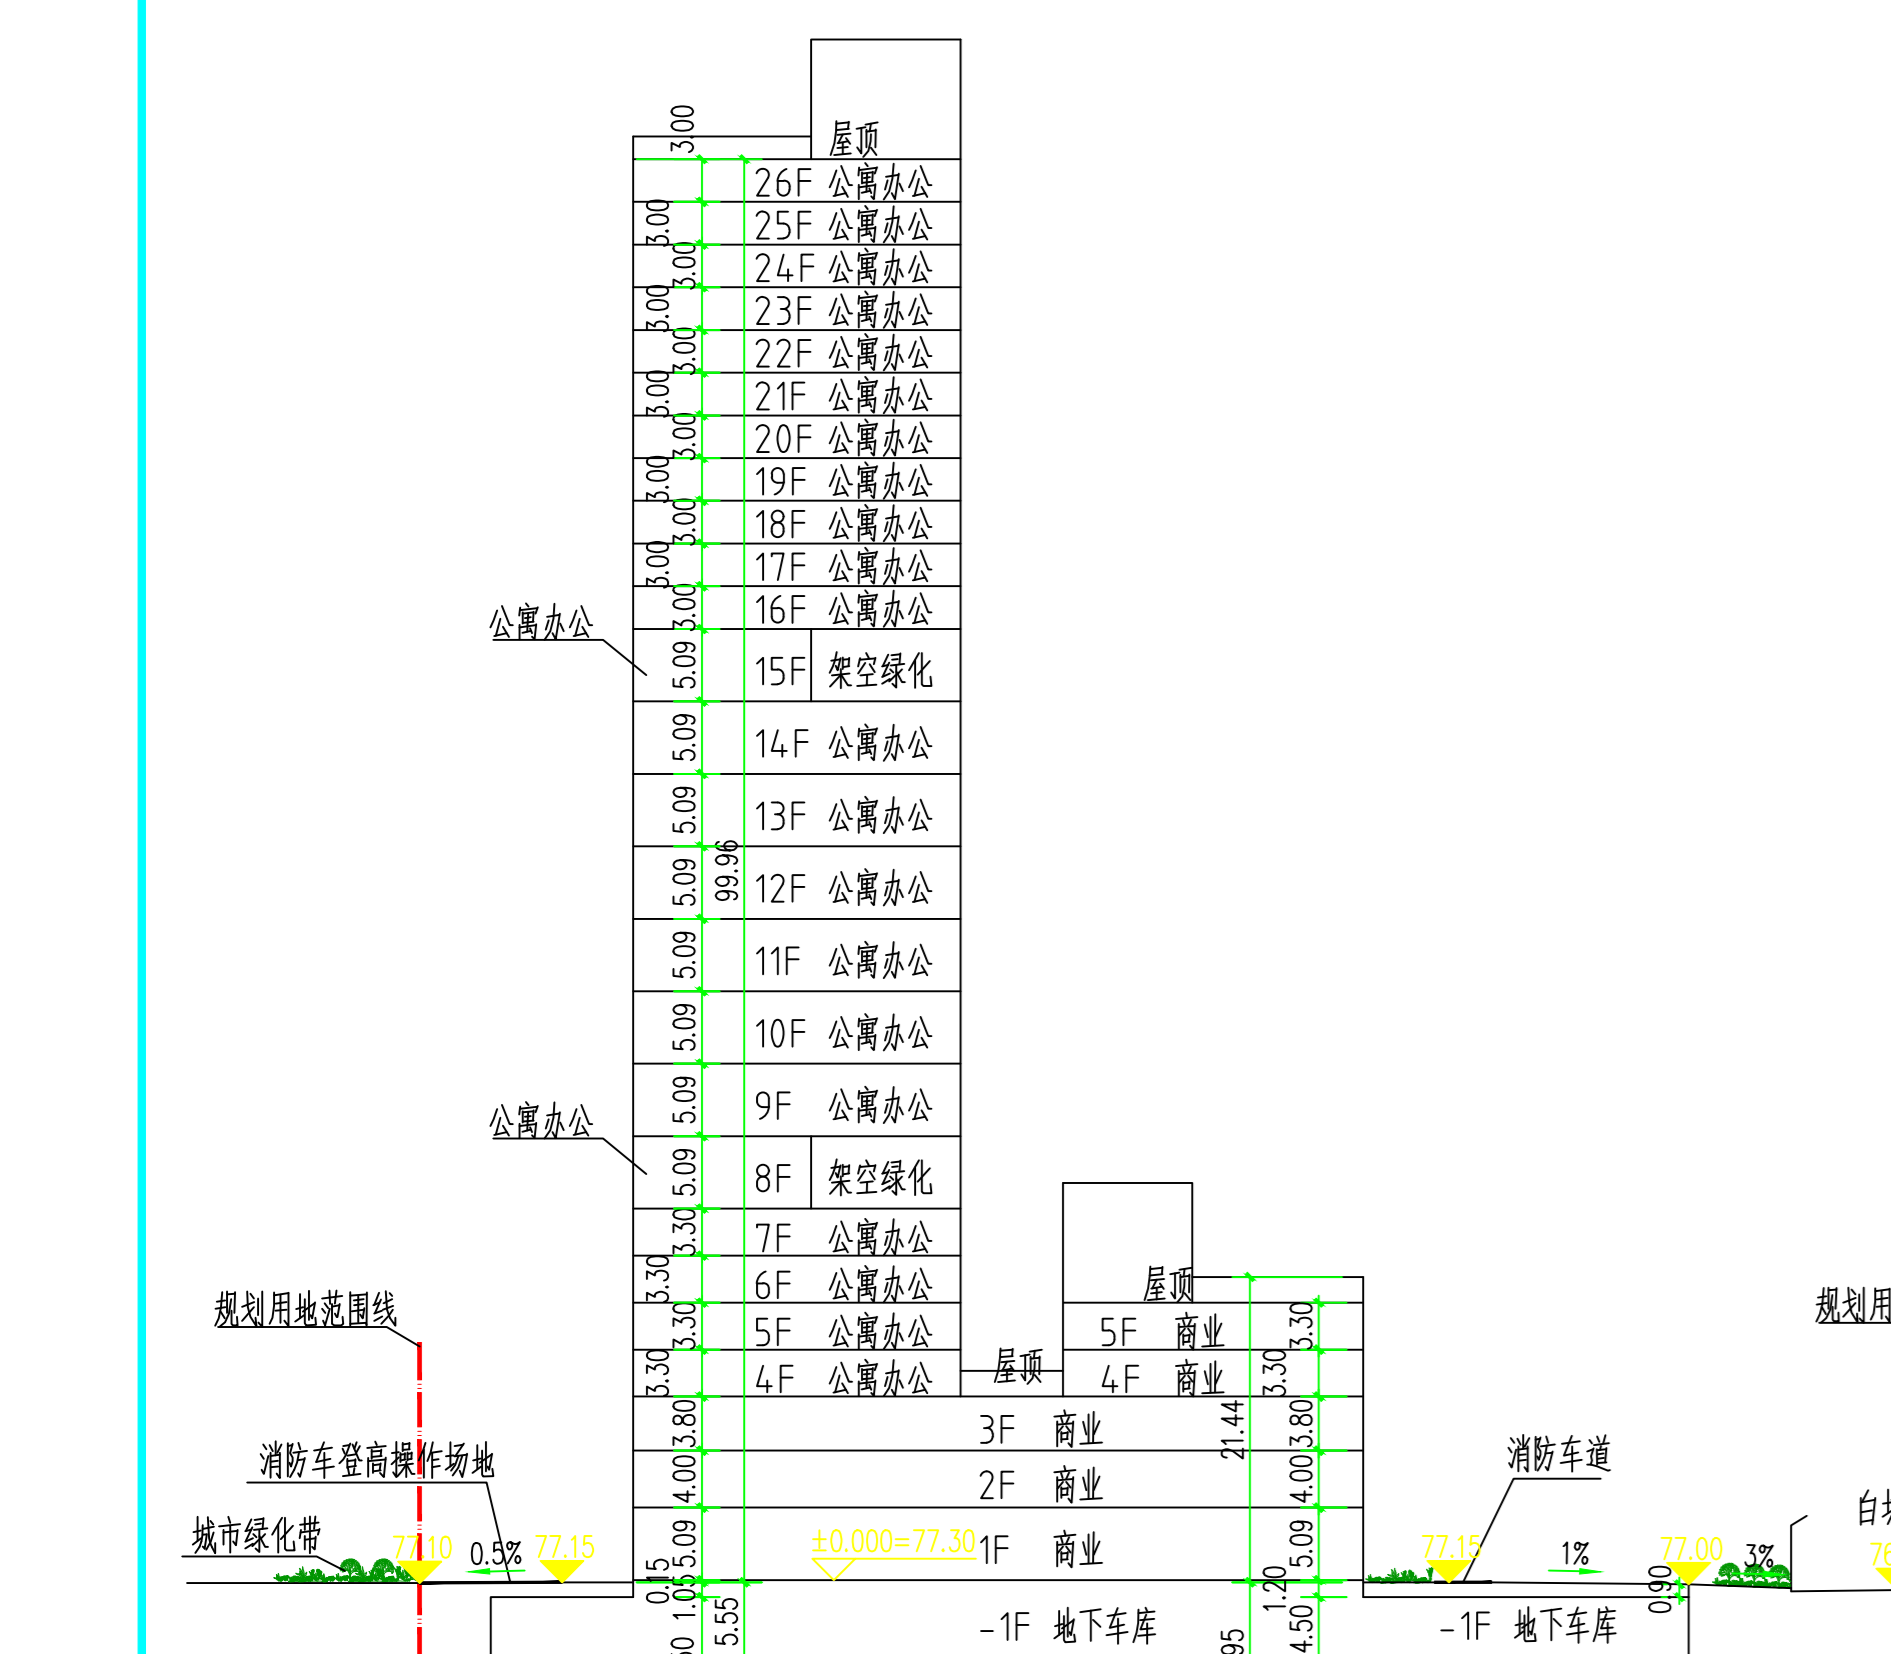 3.00
屋顶
26F 公寓办公
3.00 25F 公寓办公
3.00 24F 公寓办公
3.00 23F 公寓办公
3.00 22F 公寓办公
3.00 21F 公寓办公
3.00 20F 公寓办公
3.00 19F 公寓办公
3.00 18F 公寓办公
3.00 17F 公寓办公
3.00 16F 公寓办公
公寓办公
5.09 15F 架空绿化
5.09 14F 公寓办公
5.09 13F 公寓办公
99.96
5.09 12F 公寓办公
5.09 11F 公寓办公
5.09 10F 公寓办公
5.09 9F 公寓办公
公寓办公
5.09 8F 架空绿化
3.30 7F 公寓办公
3.30 6F 公寓办公
屋顶
规划用地范围线
规划用
3.30 5F 公寓办公
5F 商业 3.30
屋顶
3.30 4F 公寓办公
4F 商业 3.30
3.80 3F 商业 21.44 3.80
消防车登高操作场地
消防车道
4.00 2F 商业 4.00
城市绿化带
77.10 0.5% 77.15
5.09 ±0.000=77.30 1F 商业 5.09
77.15 1% 77.00 3%
0.15 1.05 1.20 0.90
5.55 -1F 地下车库 4.50
-1F 地下车库